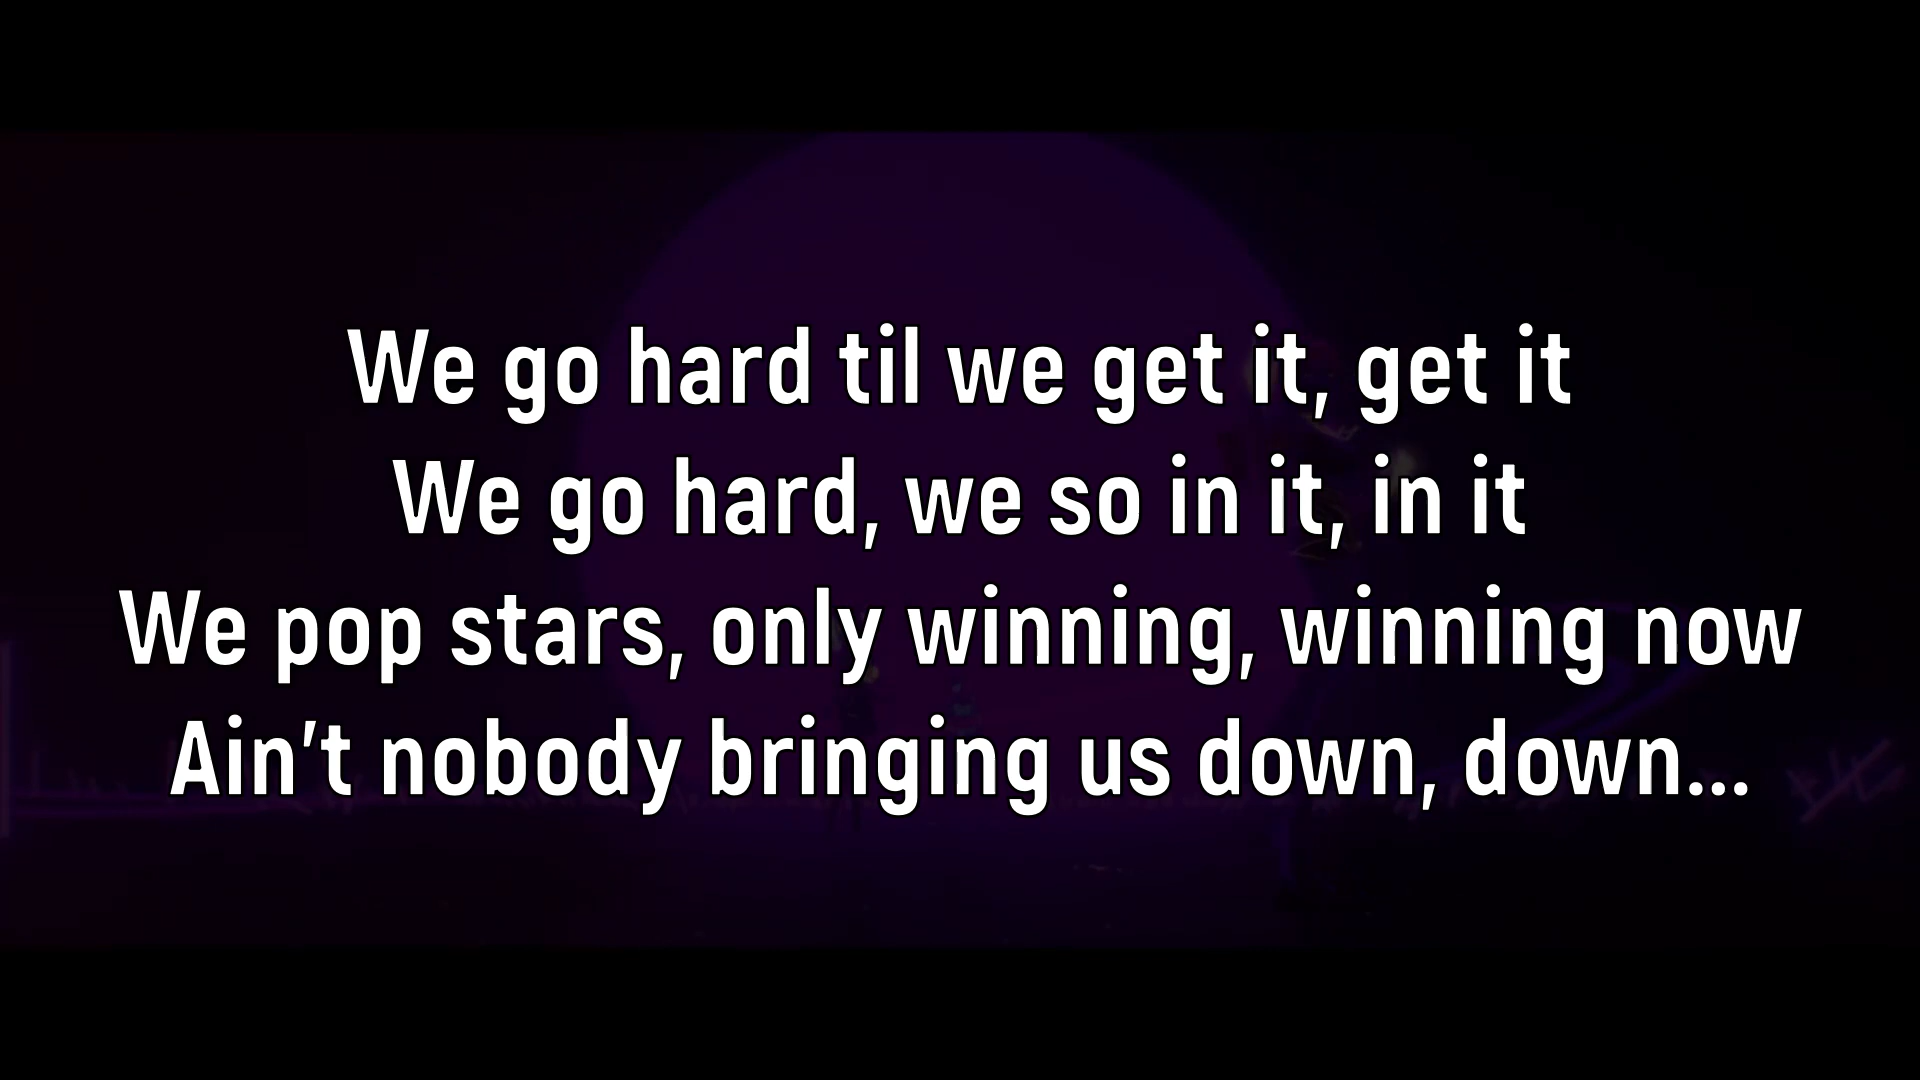 We go hard til we get it, get it
We go hard, we so in it, in it
We pop stars, only winning, winning now
Ain’t nobody bringing us down, down...